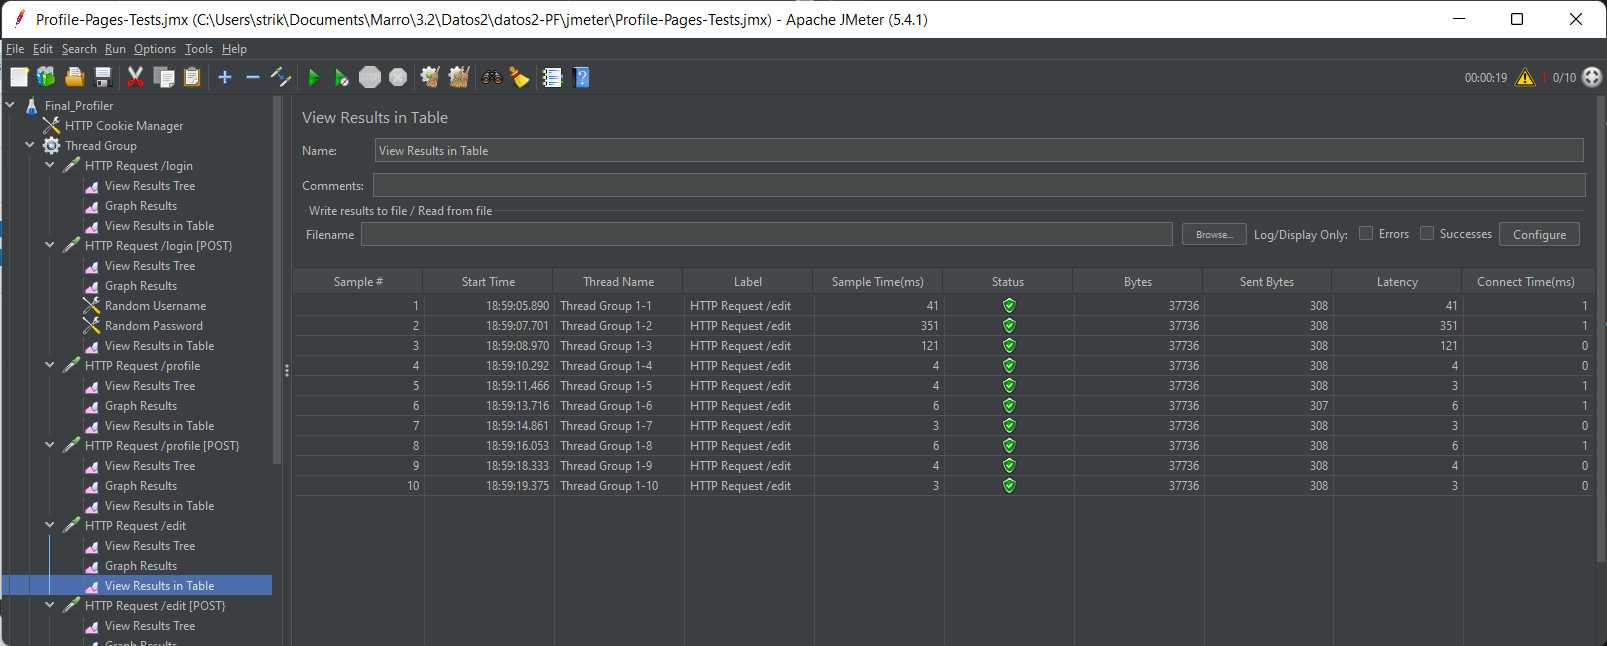 Profile-Pages-Tests.jmx (C:\Users\strik\Documents\Marro\3.2\Datos2\datos2-PF\jmeter\Profile-Pages-Tests.jmx) - Apache JMeter (5.4.1)
File Edit Search Run Options Tools Help
STOP 00:00:19 1 0/10
Final_Profiler
HTTP Cookie Manager
Thread Group
HTTP Request /login
View Results Tree
Graph Results
View Results in Table
HTTP Request /login [POST]
View Results Tree
Graph Results
Random Username
Random Password
View Results in Table
HTTP Request /profile
View Results Tree
Graph Results
View Results in Table
HTTP Request /profile [POST]
View Results Tree
Graph Results
View Results in Table
HTTP Request /edit
View Results Tree
Graph Results
View Results in Table
HTTP Request /edit [POST]
View Results Tree
Graph Results
View Results in Table
Name: View Results in Table
Comments:
Write results to file / Read from file
Filename Browse... Log/Display Only: Errors Successes Configure
Sample # Start Time Thread Name Label Sample Time(ms) Status Bytes Sent Bytes Latency Connect Time(ms)
1 18:59:05.890 Thread Group 1-1 HTTP Request /edit 41 37736 308 41 1
2 18:59:07.701 Thread Group 1-2 HTTP Request /edit 351 37736 308 351 1
3 18:59:08.970 Thread Group 1-3 HTTP Request /edit 121 37736 308 121 0
4 18:59:10.292 Thread Group 1-4 HTTP Request /edit 4 37736 308 4 0
5 18:59:11.466 Thread Group 1-5 HTTP Request /edit 4 37736 308 3 1
6 18:59:13.716 Thread Group 1-6 HTTP Request /edit 6 37736 307 6 1
7 18:59:14.861 Thread Group 1-7 HTTP Request /edit 3 37736 308 3 0
8 18:59:16.053 Thread Group 1-8 HTTP Request /edit 6 37736 308 6 1
9 18:59:18.333 Thread Group 1-9 HTTP Request /edit 4 37736 308 4 0
10 18:59:19.375 Thread Group 1-10 HTTP Request /edit 3 37736 308 3 0